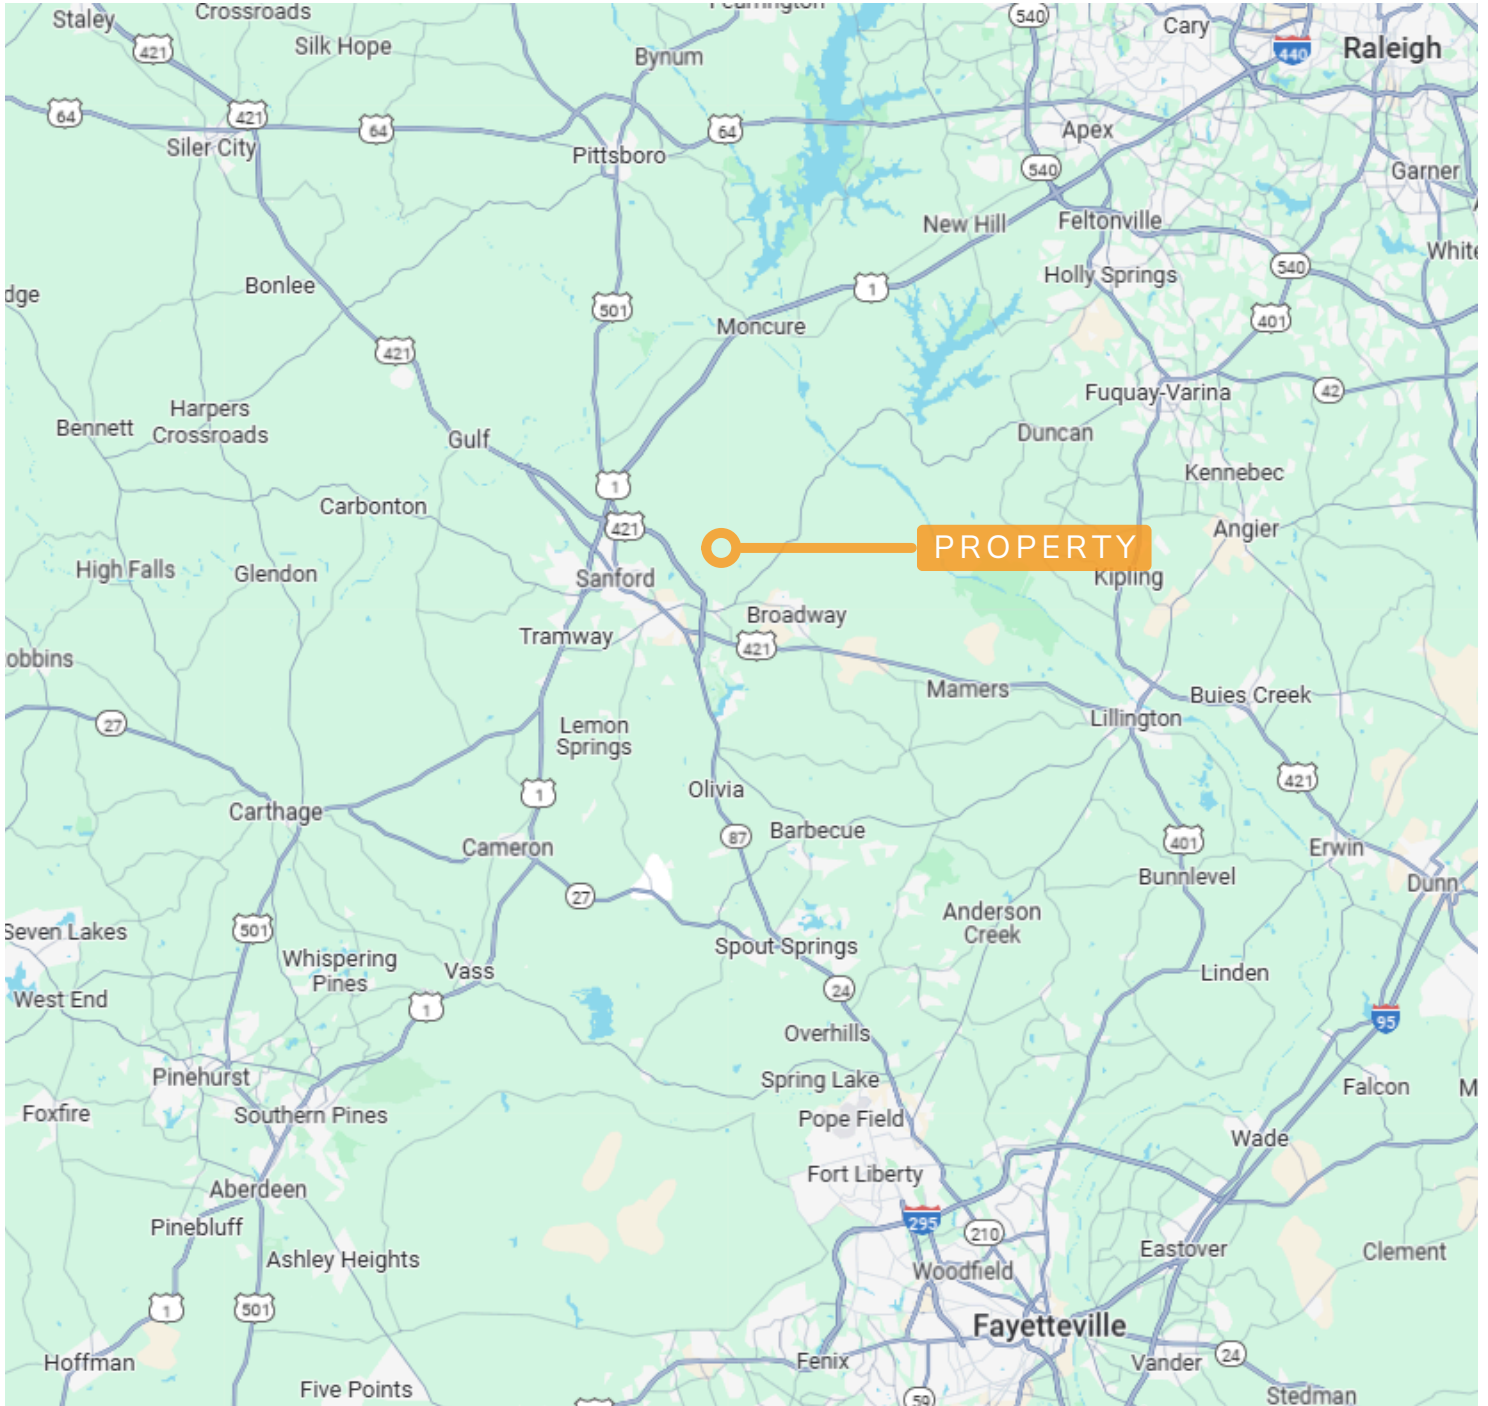 Staley
Crossroads
540
Cary
440
Raleigh
421
Silk Hope
Bynum
64
421
64
64
Siler City
Pittsboro
Apex
540
Garner
New Hill
Feltonville
White
540
Bonlee
Holly Springs
dge
1
501
401
Moncure
421
42
Fuquay-Varina
Harpers
Crossroads
Bennett
Gulf
Duncan
Kennebec
1
Carbonton
421
Angier
PROPERTY
High Falls
Glendon
Sanford
Kipling
Broadway
Tramway
421
obbins
Mamers
Buies Creek
Lillington
27
Lemon
Springs
421
Olivia
1
Carthage
87
Barbecue
401
Cameron
Erwin
Bunnlevel
Dunn
27
Anderson
Creek
501
Seven Lakes
Spout Springs
Whispering
Pines
Vass
Linden
24
West End
1
95
Overhills
Pinehurst
Spring Lake
Falcon
M
Foxfire
Southern Pines
Pope Field
Wade
Fort Liberty
Aberdeen
295
Pinebluff
210
Ashley Heights
Eastover
Clement
Woodfield
1
501
Fayetteville
24
Hoffman
Fenix
Vander
Five Points
59
Stedman